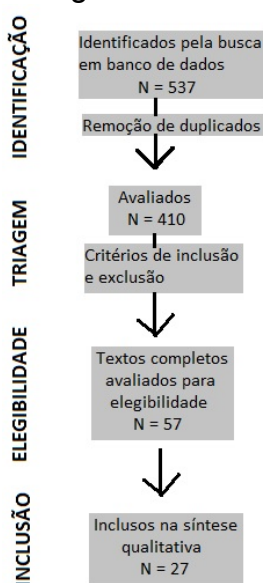 IDENTIFICAÇÃO
Identificados pela busca
em banco de dados
N = 537
Remoção de duplicados
TRIAGEM
Avaliados
N = 410
Critérios de inclusão
e exclusão
ELEGIBILIDADE
Textos completos
avaliados para
elegibilidade
N = 57
INCLUSÃO
Inclusos na síntese
qualitativa
N = 27